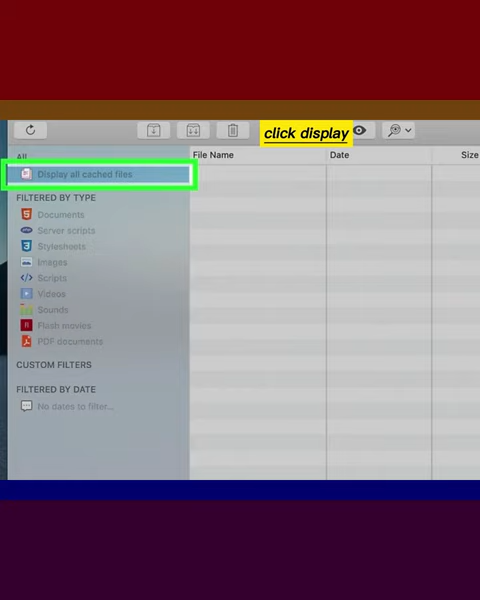 click display
All
File Name
Date
Size
Display all cached files
FILTERED BY TYPE
Documents
Server scripts
Stylesheets
Images
Scripts
Videos
Sounds
Flash movies
PDF documents
CUSTOM FILTERS
FILTERED BY DATE
No dates to filter...